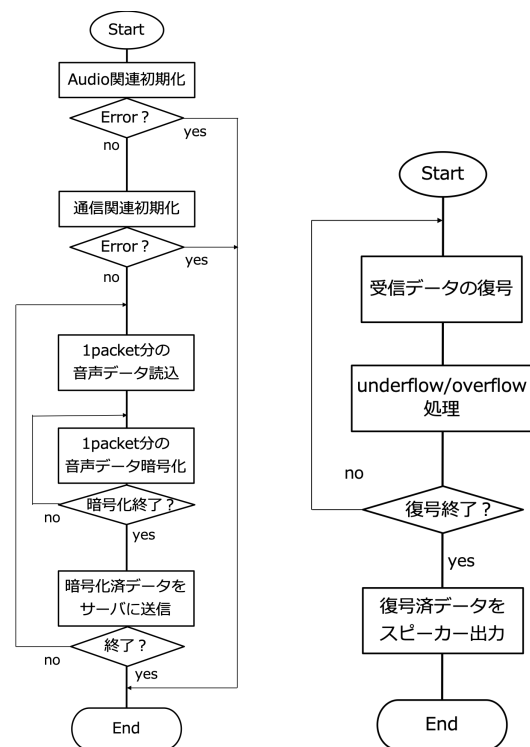 Start
Audio関連初期化
Error？
yes
no
通信関連初期化
Error？
yes
no
1packet分の
音声データ読込
1packet分の
音声データ暗号化
暗号化終了？
no
yes
暗号化済データを
サーバに送信
終了？
no
yes
End
Start
受信データの復号
underflow/overflow
処理
no
復号終了？
yes
復号済データを
スピーカー出力
End